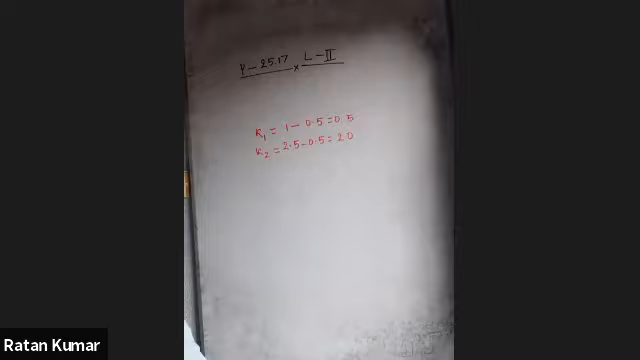 Y-25.17 x L-II
K1 = 1 - 0.5 = 0.5
K2 = 2.5 - 0.5 = 2.0
Ratan Kumar